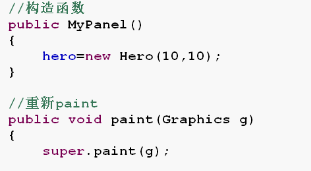 //构造函数
public MyPanel()
{
hero=new Hero(10,10);
}
//重新paint
public void paint(Graphics g)
{
super.paint(g);